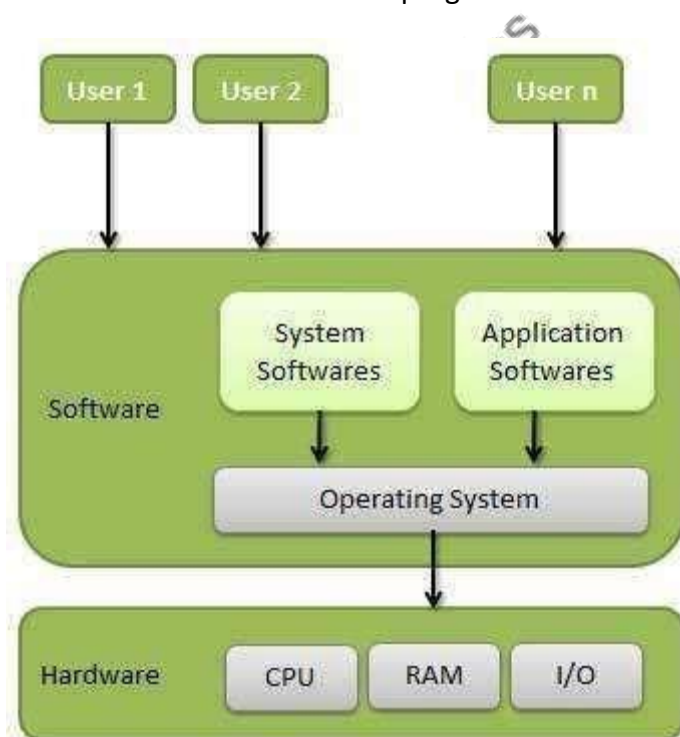 User 1 User 2 User n
System Softwares
Application Softwares
Software
Operating System
Hardware
CPU RAM I/O